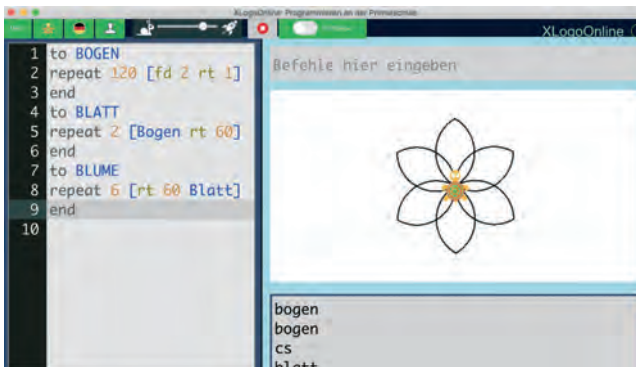 XLogoOnline: Programmieren an der Primarschule
XLogoOnline
1 to BOGEN
2 repeat 120 [fd 2 rt 1]
3 end
4 to BLATT
5 repeat 2 [Bogen rt 60]
6 end
7 to BLUME
8 repeat 6 [rt 60 Blatt]
9 end
10
Befehle hier eingeben
bogen
bogen
cs
blatt